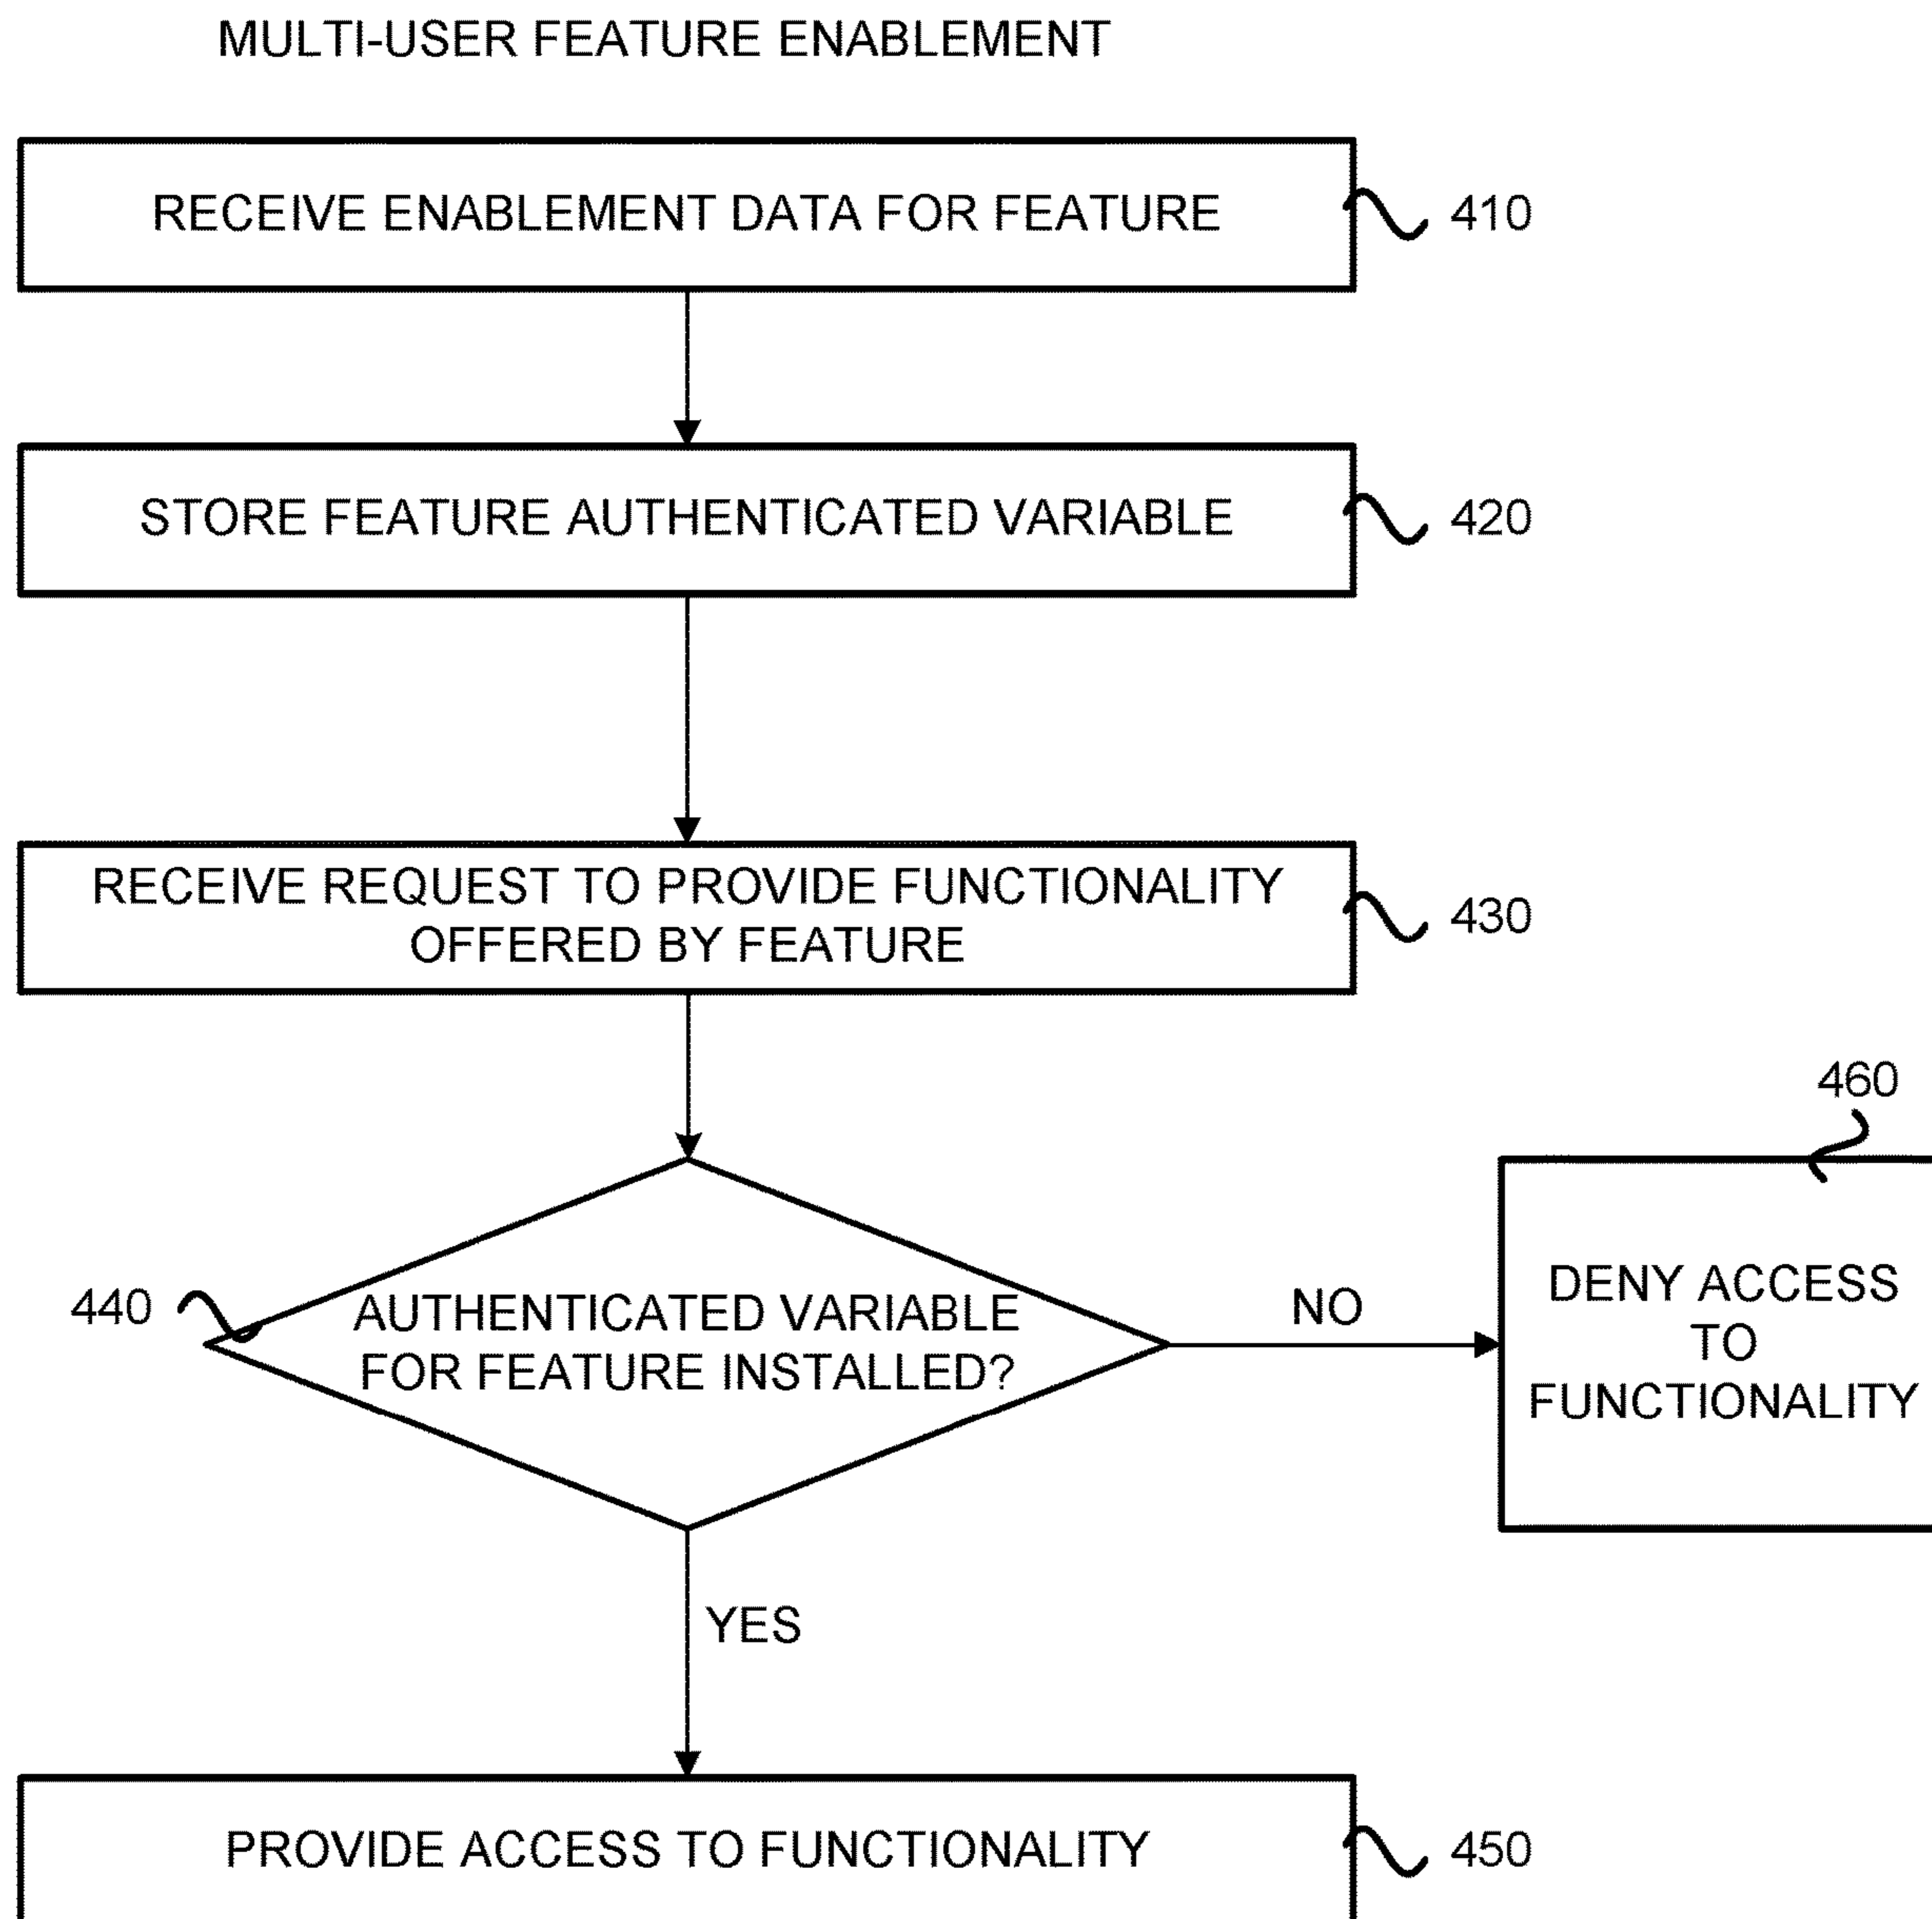 MULTI-USER FEATURE ENABLEMENT
RECEIVE ENABLEMENT DATA FOR FEATURE
410
STORE FEATURE AUTHENTICATED VARIABLE
420
RECEIVE REQUEST TO PROVIDE FUNCTIONALITY
OFFERED BY FEATURE
430
460
440
AUTHENTICATED VARIABLE
FOR FEATURE INSTALLED?
NO
DENY ACCESS
TO
FUNCTIONALITY
YES
PROVIDE ACCESS TO FUNCTIONALITY
450